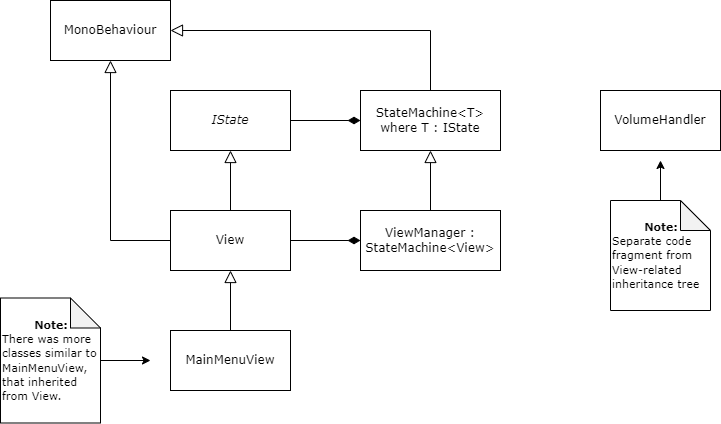 MonoBehaviour
IState
StateMachine<T>
where T : IState
VolumeHandler
View
ViewManager :
StateMachine<View>
Note:
Separate code
fragment from
View-related
inheritance tree
Note:
There was more
classes similar to
MainMenuView,
that inherited
from View.
MainMenuView